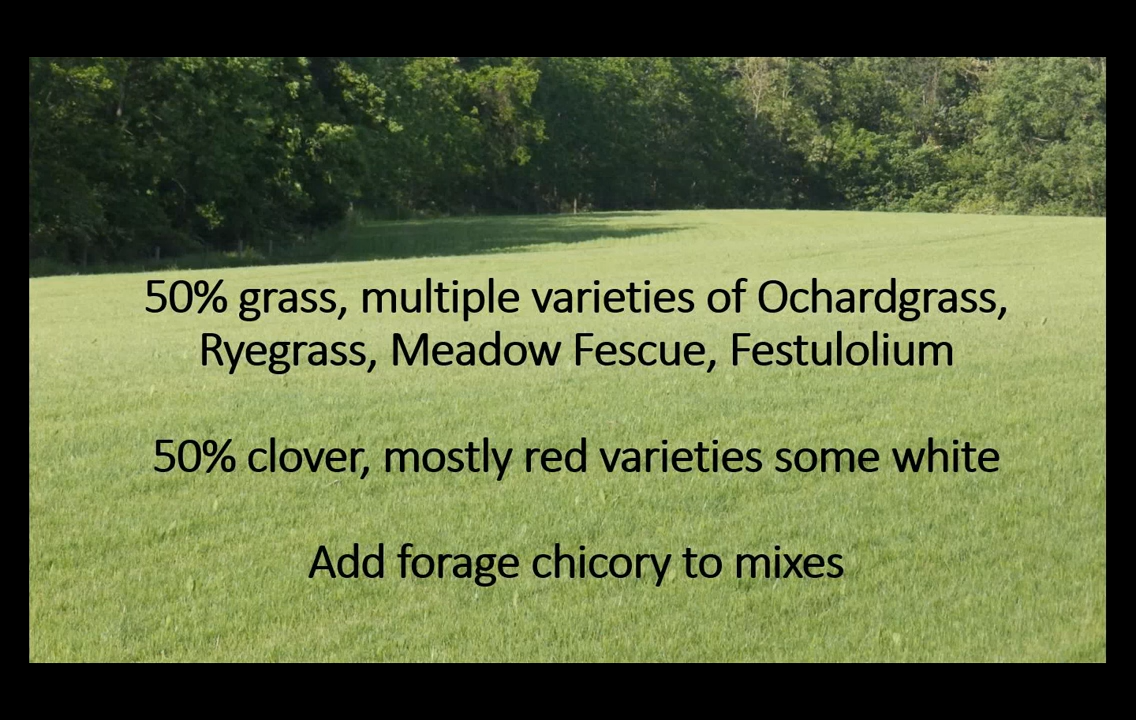 50% grass, multiple varieties of Ochardgrass,
Ryegrass, Meadow Fescue, Festulolium
50% clover, mostly red varieties some white
Add forage chicory to mixes